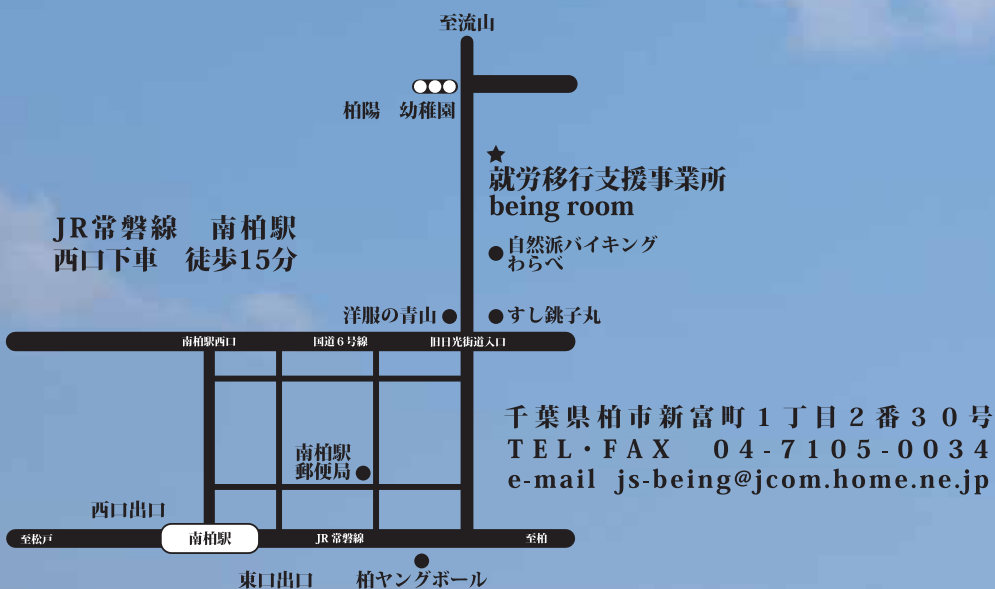 至流山
柏陽　幼稚園
★
就労移行支援事業所
being room
JR常磐線　南柏駅
西口下車　徒歩15分
自然派バイキング
わらべ
洋服の青山
すし銚子丸
南柏駅西口
国道6号線
旧日光街道入口
千葉県柏市新富町1丁目2番30号
TEL・FAX　04-7105-0034
e-mail js-being@jcom.home.ne.jp
南柏駅
郵便局
西口出口
至松戸
南柏駅
JR常磐線
至柏
東口出口
柏ヤングボール